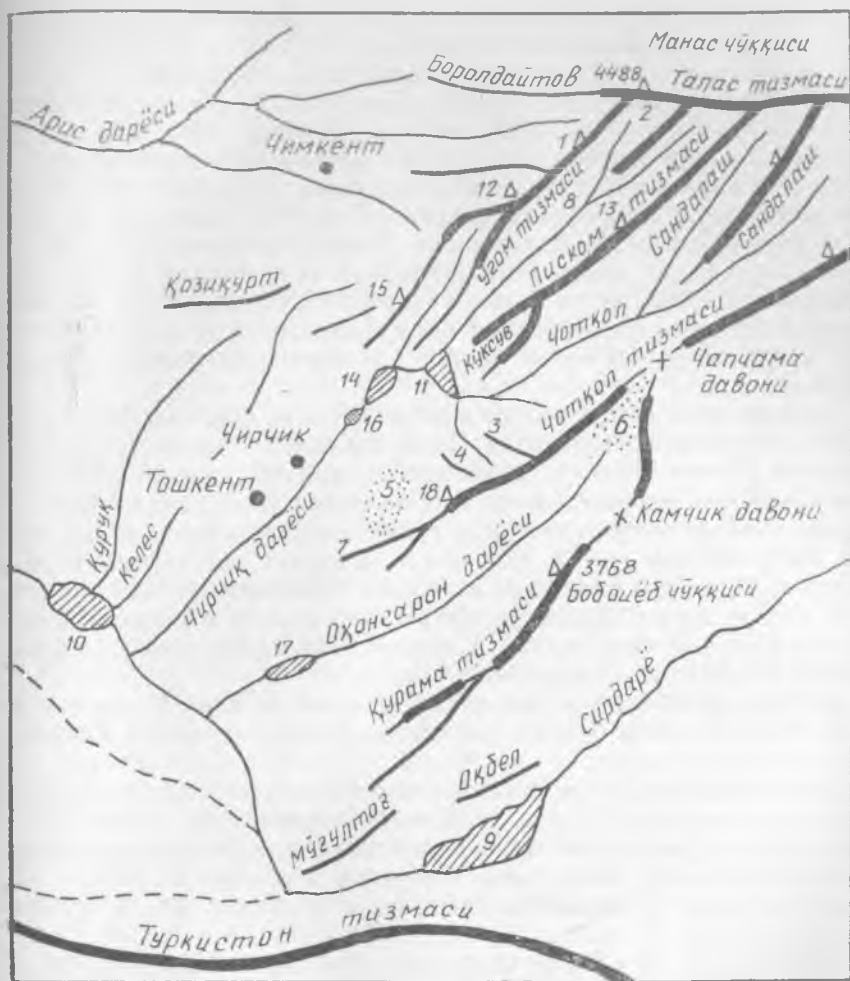 Манас чўққиси
Боролдайтов
4488
Талас тизмаси
Арис дарёси
2
1
Чимкент
12
8
Угом тизмаси
13
Писком тизмаси
Сандалаш
Сандалаш
Қозиқурт
15
Кўксув
Чотқол
Чотқол тизмаси
14
11
16
Чапчама
давони
6
3
4
Чирчик
Тошкент
5
18
7
Камчик давони
Қуруқ
Келес
Чирчиқ дарёси
Оҳонгарон дарёси
3768
Бобоиёб чўққиси
10
17
Қурама тизмаси
Сирдарё
Оқбел
Мўғултоғ
9
Туркистон тизмаси